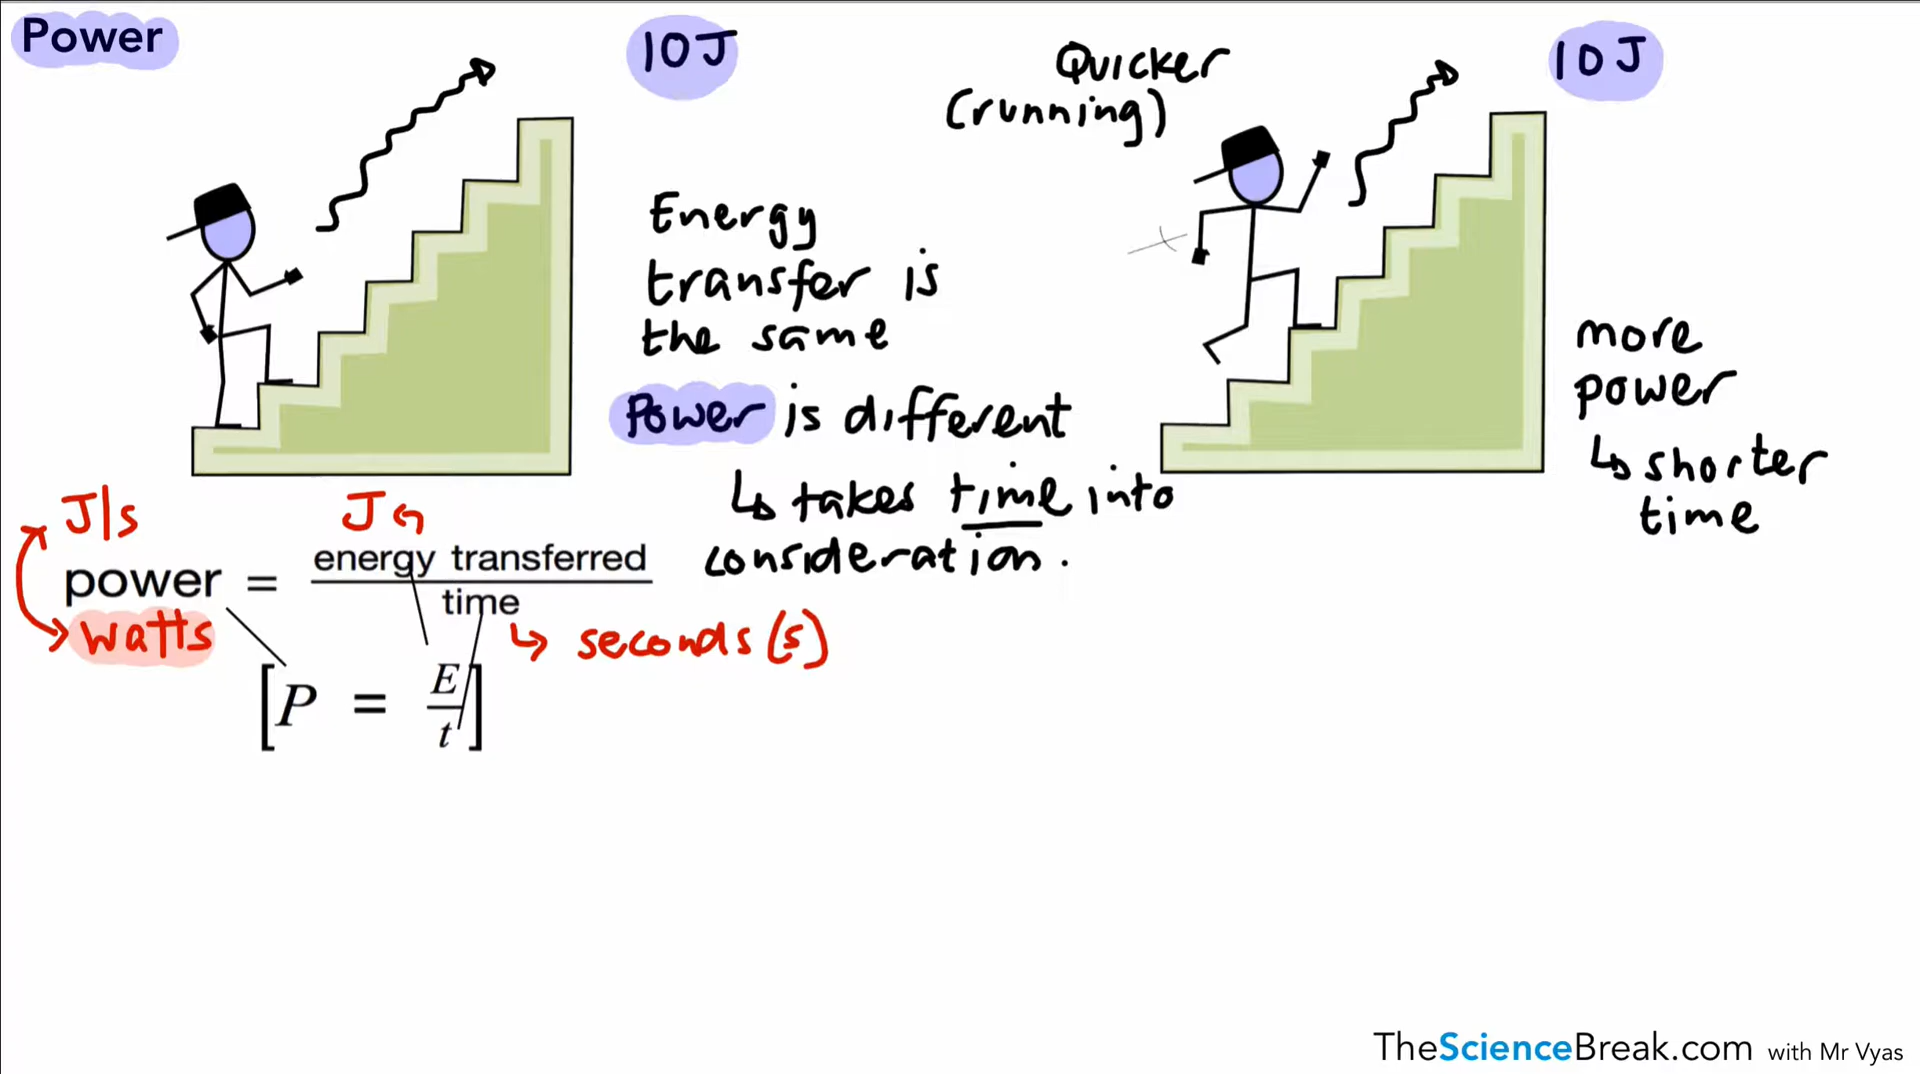 Power
10J
Quicker
(running)
10J
Energy
transfer is
the same
Power is different
↳ takes time into
consideration.
more
power
↳ shorter
time
J/s
J
power = energy transferred
time
watts
↳ seconds (s)
[P = E
t]
TheScienceBreak.com with Mr Vyas